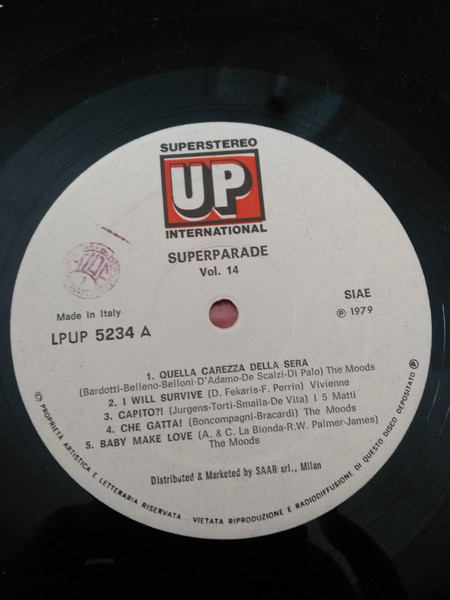 SUPERSTEREO
UP
INTERNATIONAL
SUPERPARADE
Vol. 14
Made in Italy
LPUP 5234 A
SIAE
℗ 1979
1. QUELLA CAREZZA DELLA SERA
(Bardotti-Belleno-Belloni-D'Adamo-De Scalzi-Di Palo) The Moods
2. I WILL SURVIVE (D. Fekaris-F. Perrin) Vivienne
3. CAPITO?! (Jurgens-Torti-Smaila-De Vita) I 5 Matti
4. CHE GATTA! (Boncompagni-Bracardi) The Moods
5. BABY MAKE LOVE (A. & C. La Bionda-R.W. Palmer-James)
The Moods
Distributed & Marketed by SAAR srl., Milan
© PROPRIETA ARTISTICA E LETTERARIA RISERVATA - VIETATA RIPRODUZIONE E RADIODIFFUSIONE DI QUESTO DISCO DEPOSITATO ®